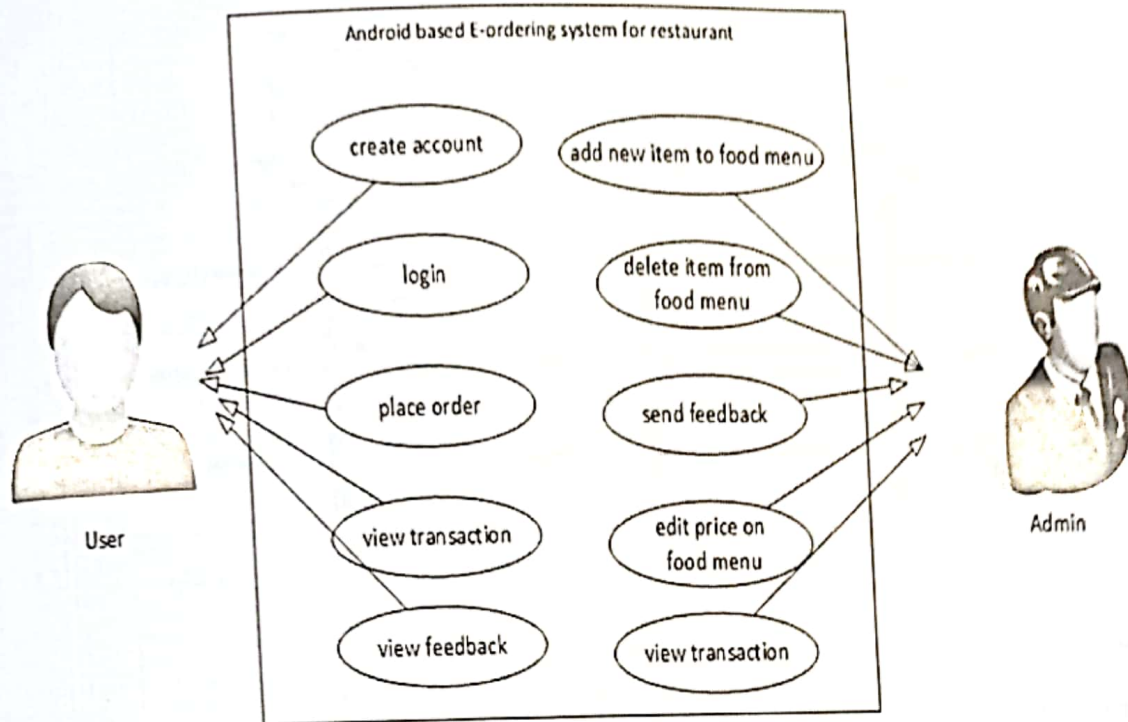 Android based E-ordering system for restaurant
create account
add new item to food menu
login
delete item from
food menu
place order
send feedback
User
view transaction
edit price on
food menu
Admin
view feedback
view transaction